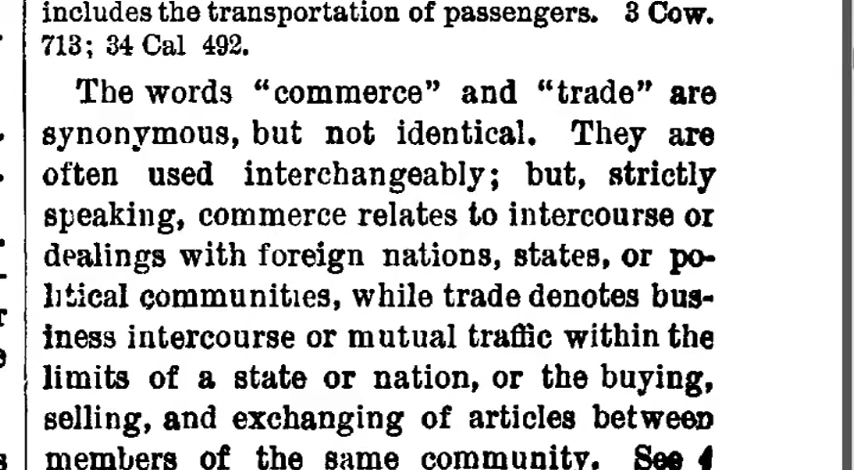 includes the transportation of passengers. 3 Cow.
713; 34 Cal 492.
The words "commerce" and "trade" are
synonymous, but not identical. They are
often used interchangeably; but, strictly
speaking, commerce relates to intercourse or
dealings with foreign nations, states, or po-
litical communities, while trade denotes bus-
iness intercourse or mutual traffic within the
limits of a state or nation, or the buying,
selling, and exchanging of articles between
members of the same community. See 4